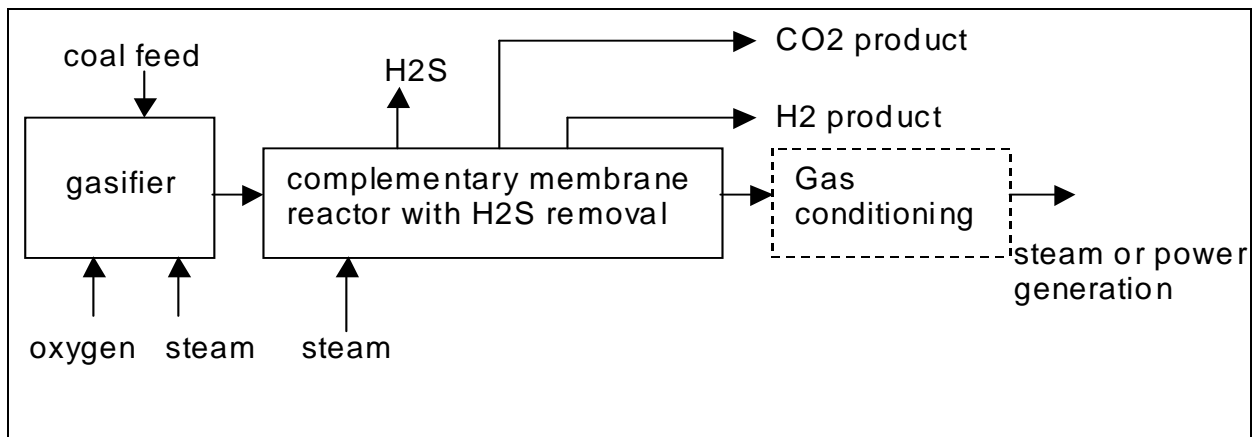 coal feed
H2S
CO2 product
H2 product
gasifier
complementary membrane
reactor with H2S removal
Gas
conditioning
steam or power
generation
oxygen
steam
steam